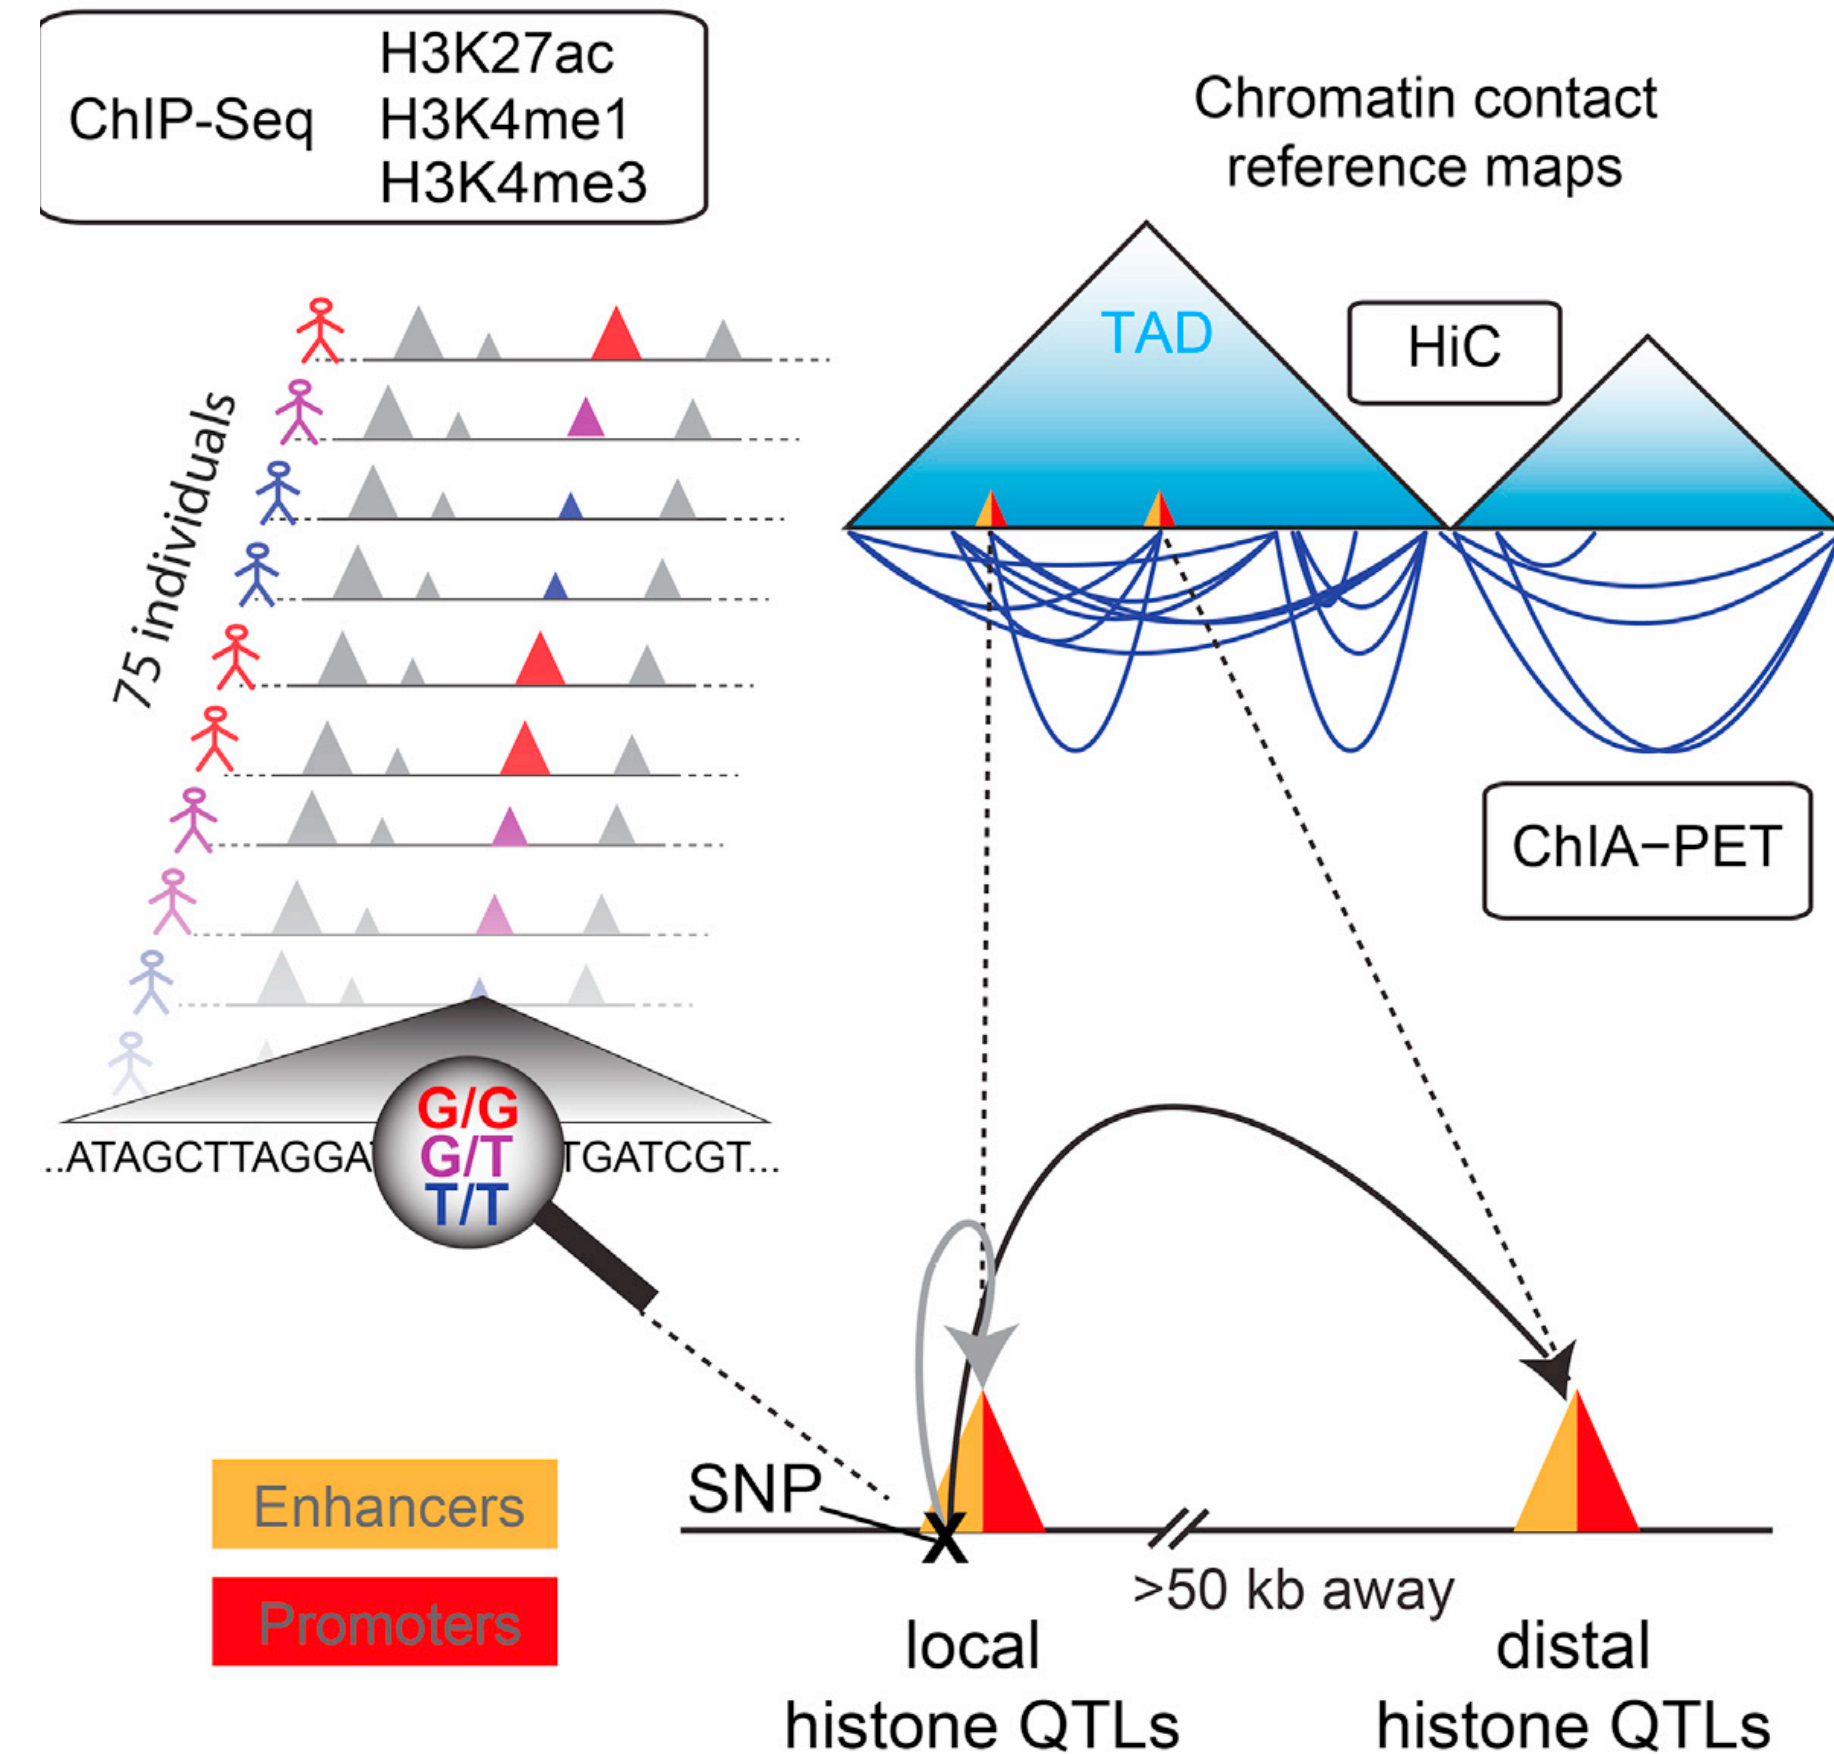 ChIP-Seq
H3K27ac
H3K4me1
H3K4me3
Chromatin contact
reference maps
75 individuals
TAD
HiC
ChIA−PET
G/G
G/T
T/T
..ATAGCTTAGGA
TGATCGT...
SNP
Enhancers
Promoters
>50 kb away
local
histone QTLs
distal
histone QTLs
X